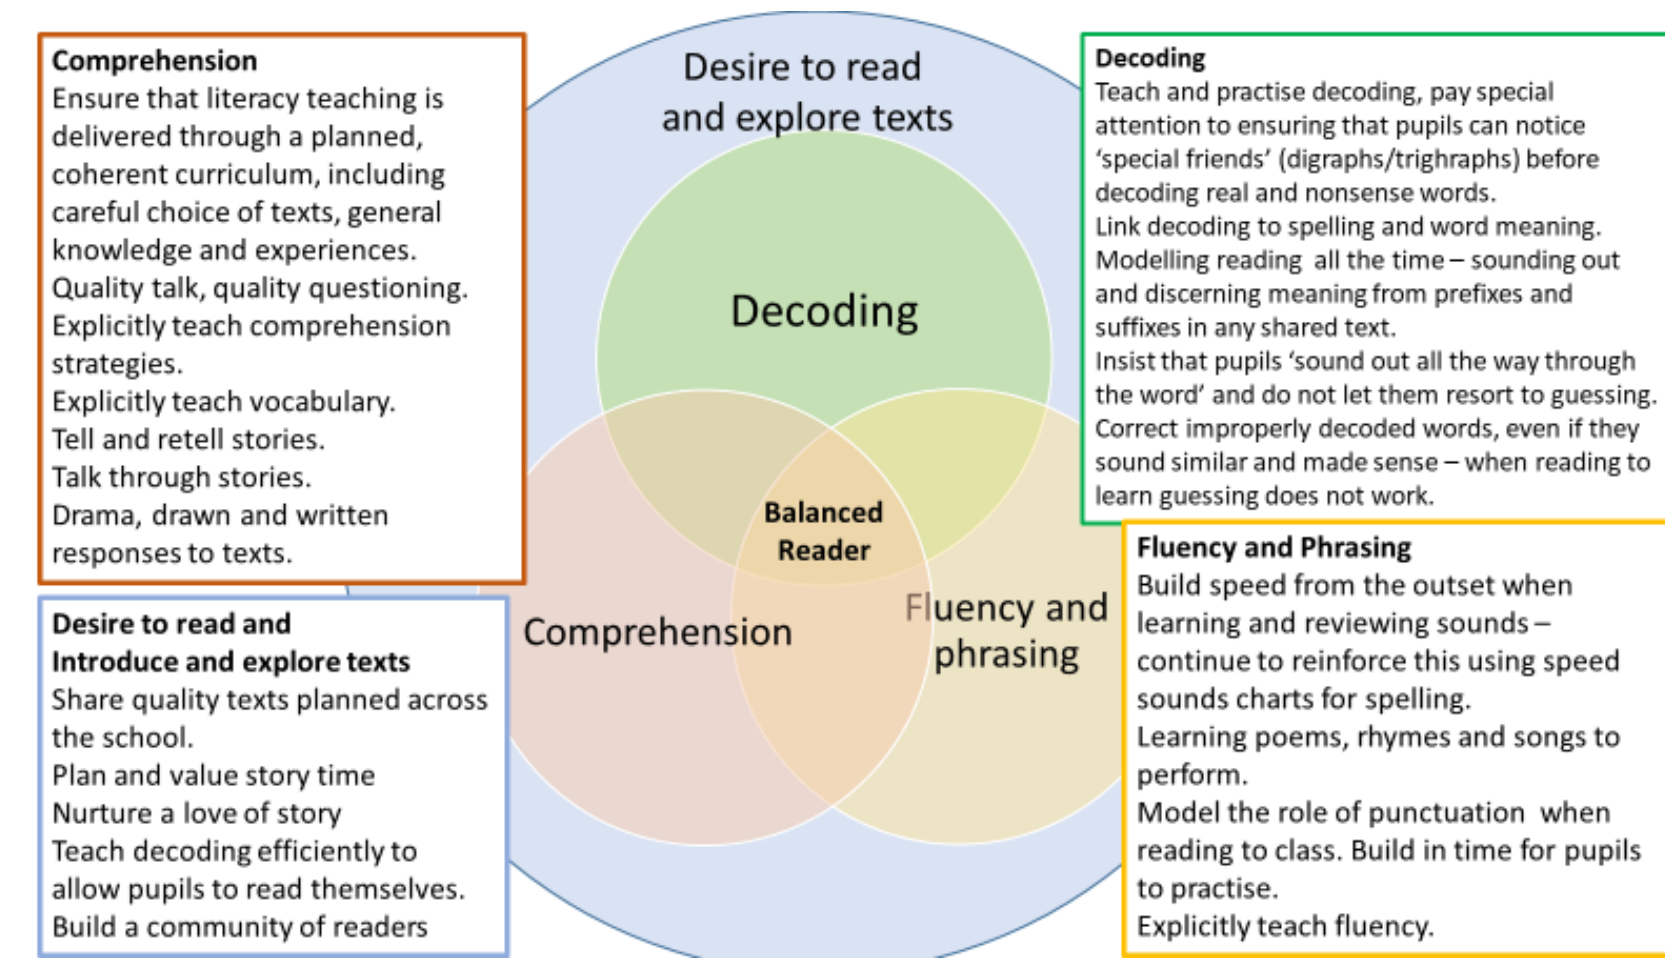 Comprehension
Ensure that literacy teaching is
delivered through a planned,
coherent curriculum, including
careful choice of texts, general
knowledge and experiences.
Quality talk, quality questioning.
Explicitly teach comprehension
strategies.
Explicitly teach vocabulary.
Tell and retell stories.
Talk through stories.
Drama, drawn and written
responses to texts.
Desire to read and
Introduce and explore texts
Share quality texts planned across
the school.
Plan and value story time
Nurture a love of story
Teach decoding efficiently to
allow pupils to read themselves.
Build a community of readers
Desire to read
and explore texts
Decoding
Balanced
Reader
Comprehension
Fluency and
phrasing
Decoding
Teach and practise decoding, pay special
attention to ensuring that pupils can notice
‘special friends’ (digraphs/trighraphs) before
decoding real and nonsense words.
Link decoding to spelling and word meaning.
Modelling reading all the time – sounding out
and discerning meaning from prefixes and
suffixes in any shared text.
Insist that pupils ‘sound out all the way through
the word’ and do not let them resort to guessing.
Correct improperly decoded words, even if they
sound similar and made sense – when reading to
learn guessing does not work.
Fluency and Phrasing
Build speed from the outset when
learning and reviewing sounds –
continue to reinforce this using speed
sounds charts for spelling.
Learning poems, rhymes and songs to
perform.
Model the role of punctuation when
reading to class. Build in time for pupils
to practise.
Explicitly teach fluency.